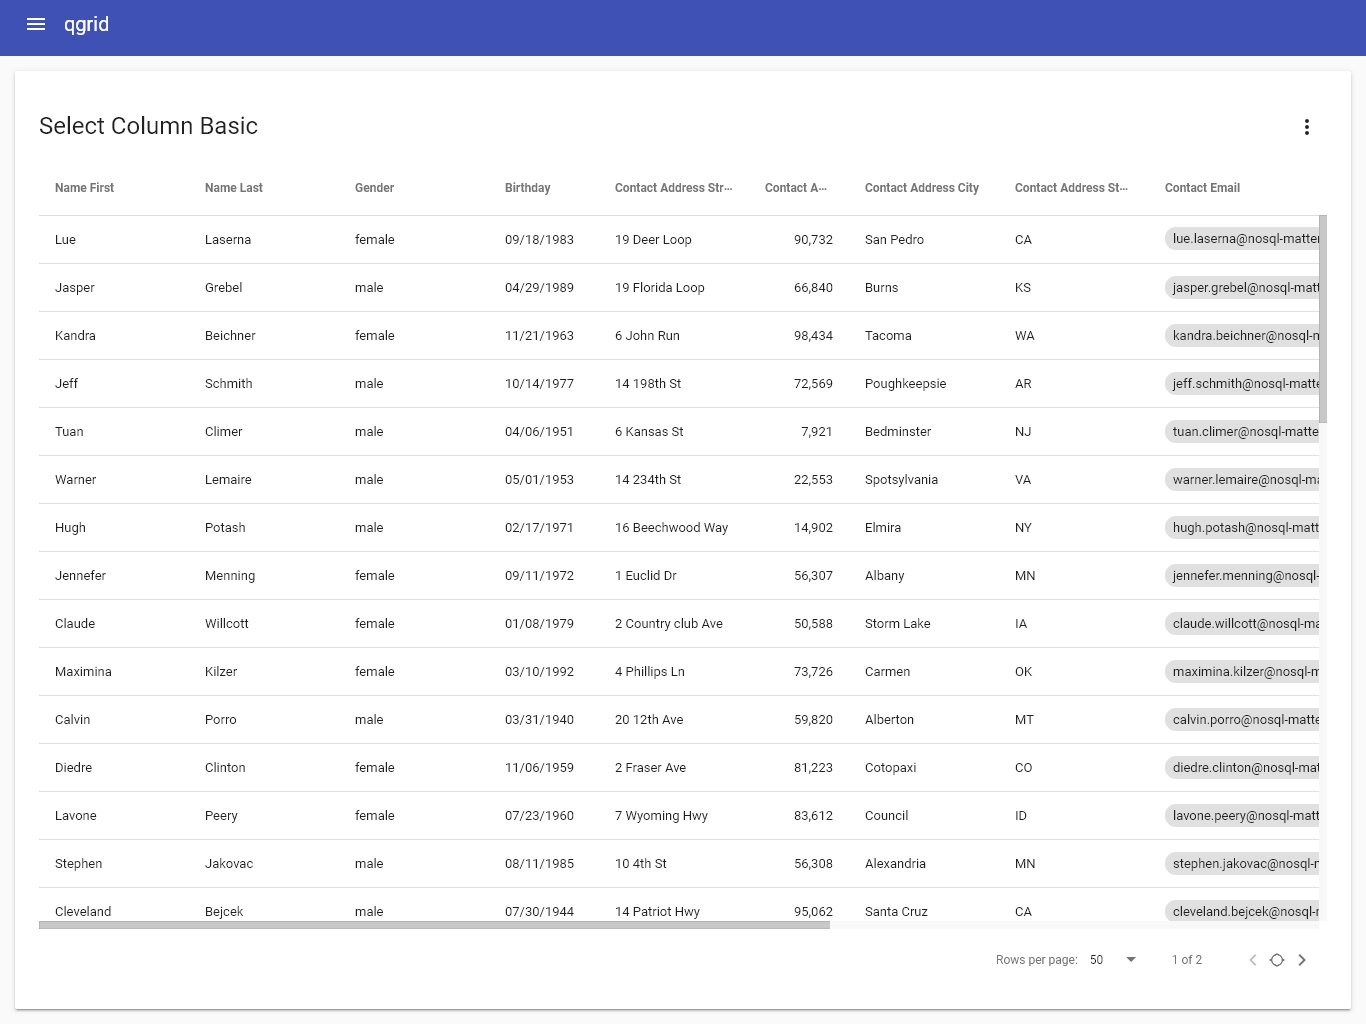 qgrid
Select Column Basic
Name First Name Last Gender Birthday Contact Address Str... Contact A... Contact Address City Contact Address St... Contact Email
Lue Laserna female 09/18/1983 19 Deer Loop 90,732 San Pedro CA lue.laserna@nosql-matter
Jasper Grebel male 04/29/1989 19 Florida Loop 66,840 Burns KS jasper.grebel@nosql-matt
Kandra Beichner female 11/21/1963 6 John Run 98,434 Tacoma WA kandra.beichner@nosql-m
Jeff Schmith male 10/14/1977 14 198th St 72,569 Poughkeepsie AR jeff.schmith@nosql-matte
Tuan Climer male 04/06/1951 6 Kansas St 7,921 Bedminster NJ tuan.climer@nosql-matte
Warner Lemaire male 05/01/1953 14 234th St 22,553 Spotsylvania VA warner.lemaire@nosql-ma
Hugh Potash male 02/17/1971 16 Beechwood Way 14,902 Elmira NY hugh.potash@nosql-matt
Jennefer Menning female 09/11/1972 1 Euclid Dr 56,307 Albany MN jennefer.menning@nosql-
Claude Willcott female 01/08/1979 2 Country club Ave 50,588 Storm Lake IA claude.willcott@nosql-ma
Maximina Kilzer female 03/10/1992 4 Phillips Ln 73,726 Carmen OK maximina.kilzer@nosql-m
Calvin Porro male 03/31/1940 20 12th Ave 59,820 Alberton MT calvin.porro@nosql-matte
Diedre Clinton female 11/06/1959 2 Fraser Ave 81,223 Cotopaxi CO diedre.clinton@nosql-mat
Lavone Peery female 07/23/1960 7 Wyoming Hwy 83,612 Council ID lavone.peery@nosql-matt
Stephen Jakovac male 08/11/1985 10 4th St 56,308 Alexandria MN stephen.jakovac@nosql-m
Cleveland Bejcek male 07/30/1944 14 Patriot Hwy 95,062 Santa Cruz CA cleveland.bejcek@nosql-r
Rows per page: 50 1 of 2